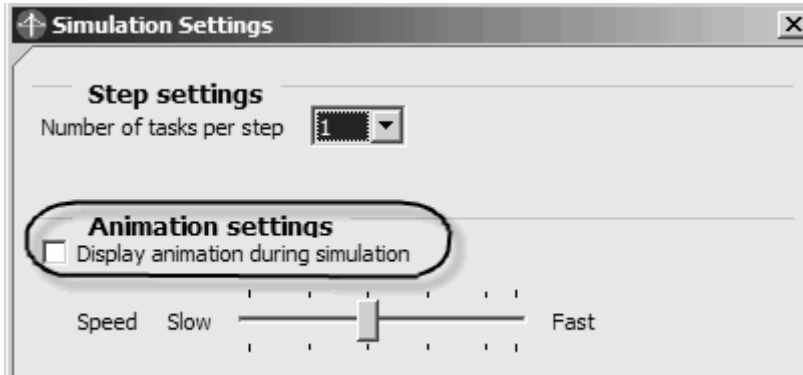 Simulation Settings
Step settings
Number of tasks per step 1
Animation settings
Display animation during simulation
Speed Slow Fast